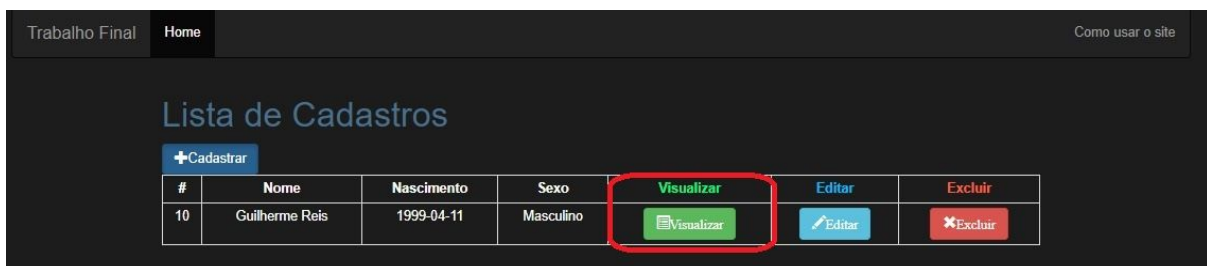 Trabalho Final Home Como usar o site
Lista de Cadastros
Cadastrar
# Nome Nascimento Sexo Visualizar Editar Excluir
10 Guilherme Reis 1999-04-11 Masculino Visualizar Editar Excluir